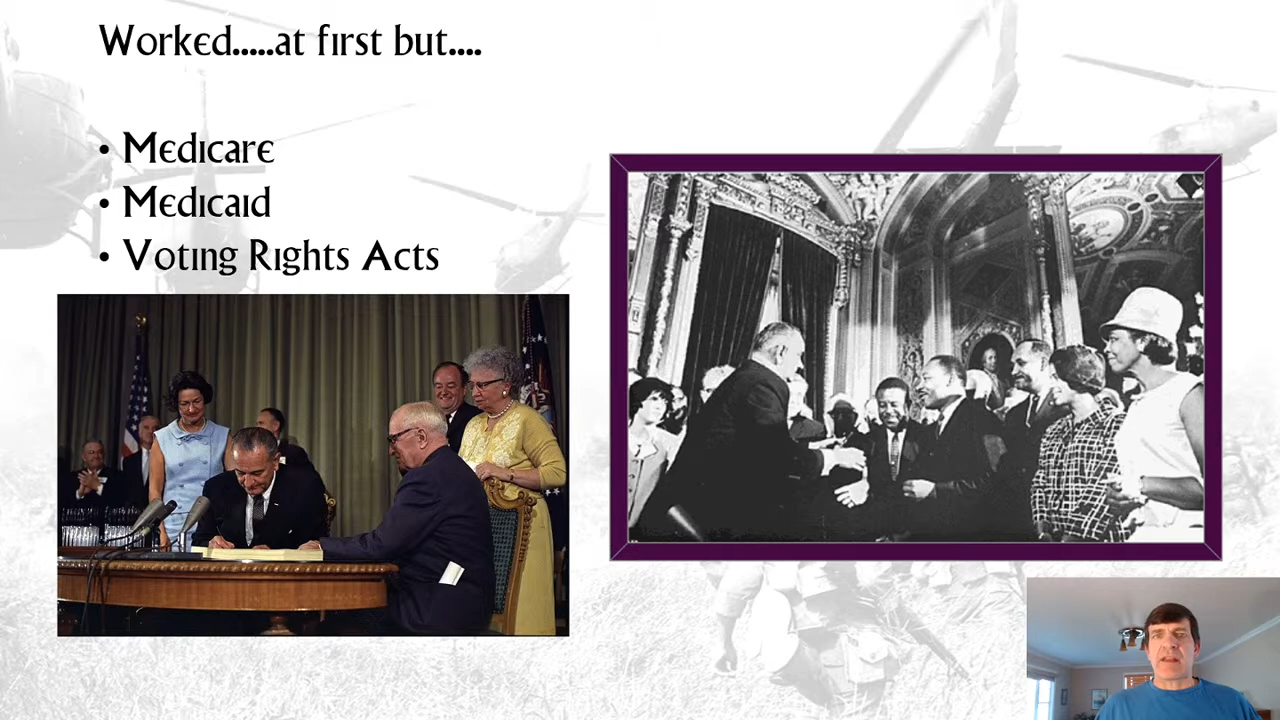 Worked.....at first but....
• Medicare
• Medicaid
• Voting Rights Acts